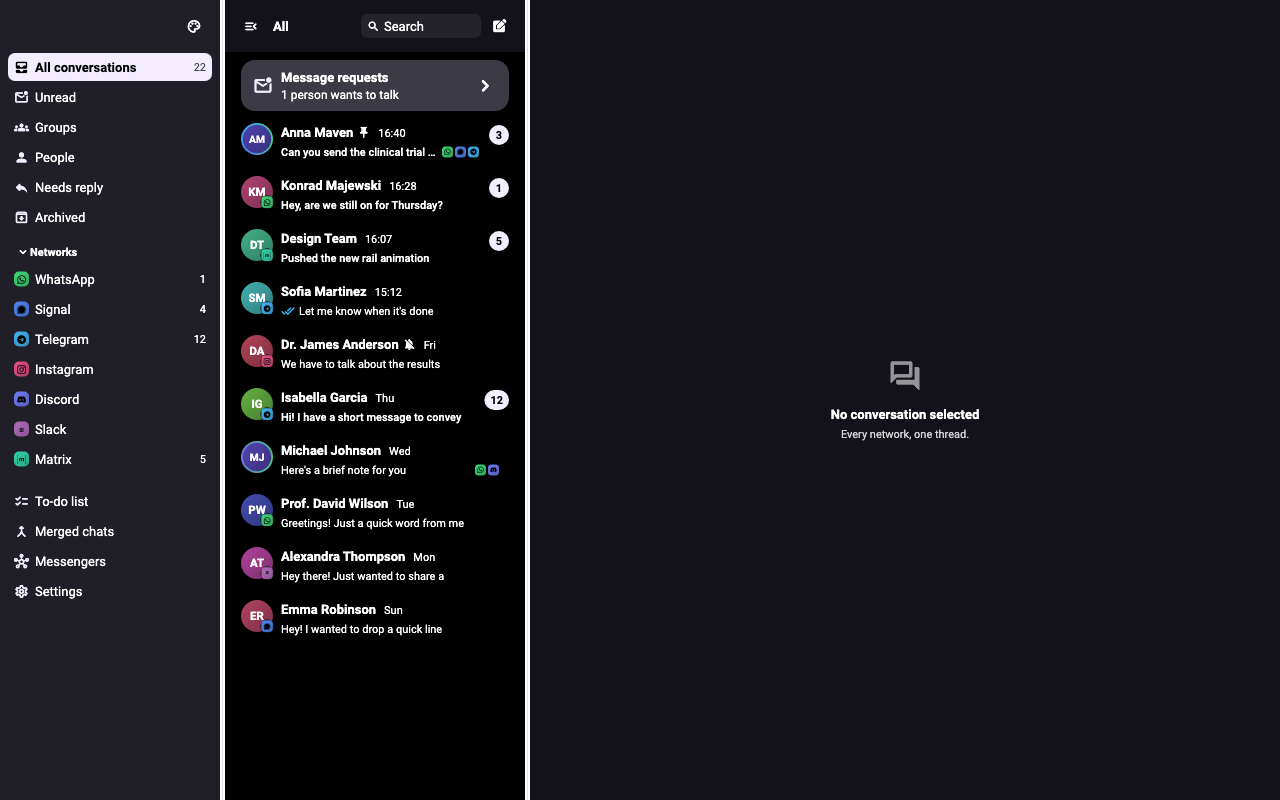 All conversations 22
Unread
Groups
People
Needs reply
Archived
Networks
WhatsApp 1
Signal 4
Telegram 12
Instagram
Discord
Slack
Matrix 5
To-do list
Merged chats
Messengers
Settings
All
Search
Message requests
1 person wants to talk
AM
Anna Maven 16:40
3
Can you send the clinical trial ...
KM
Konrad Majewski 16:28
1
Hey, are we still on for Thursday?
DT
Design Team 16:07
5
Pushed the new rail animation
SM
Sofia Martinez 15:12
Let me know when it's done
DA
Dr. James Anderson Fri
We have to talk about the results
IG
Isabella Garcia Thu
12
Hi! I have a short message to convey
MJ
Michael Johnson Wed
Here's a brief note for you
PW
Prof. David Wilson Tue
Greetings! Just a quick word from me
AT
Alexandra Thompson Mon
Hey there! Just wanted to share a
ER
Emma Robinson Sun
Hey! I wanted to drop a quick line
No conversation selected
Every network, one thread.